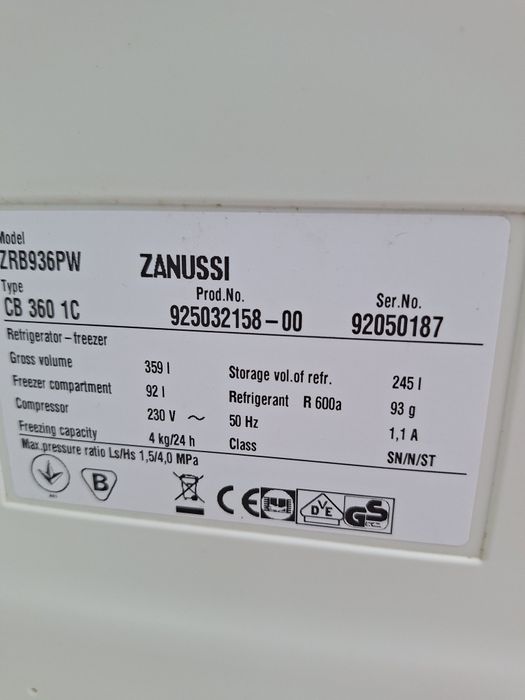 Model
ZRB936PW ZANUSSI
Type Prod.No. Ser.No.
CB 360 1C 925032158-00 92050187
Refrigerator-freezer
Gross volume 359 l Storage vol.of refr. 245 l
Freezer compartment 92 l Refrigerant R 600a 93 g
Compressor 230 V ~ 50 Hz 1,1 A
Freezing capacity 4 kg/24 h Class SN/N/ST
Max.pressure ratio Ls/Hs 1,5/4,0 MPa
B CE DVE GS